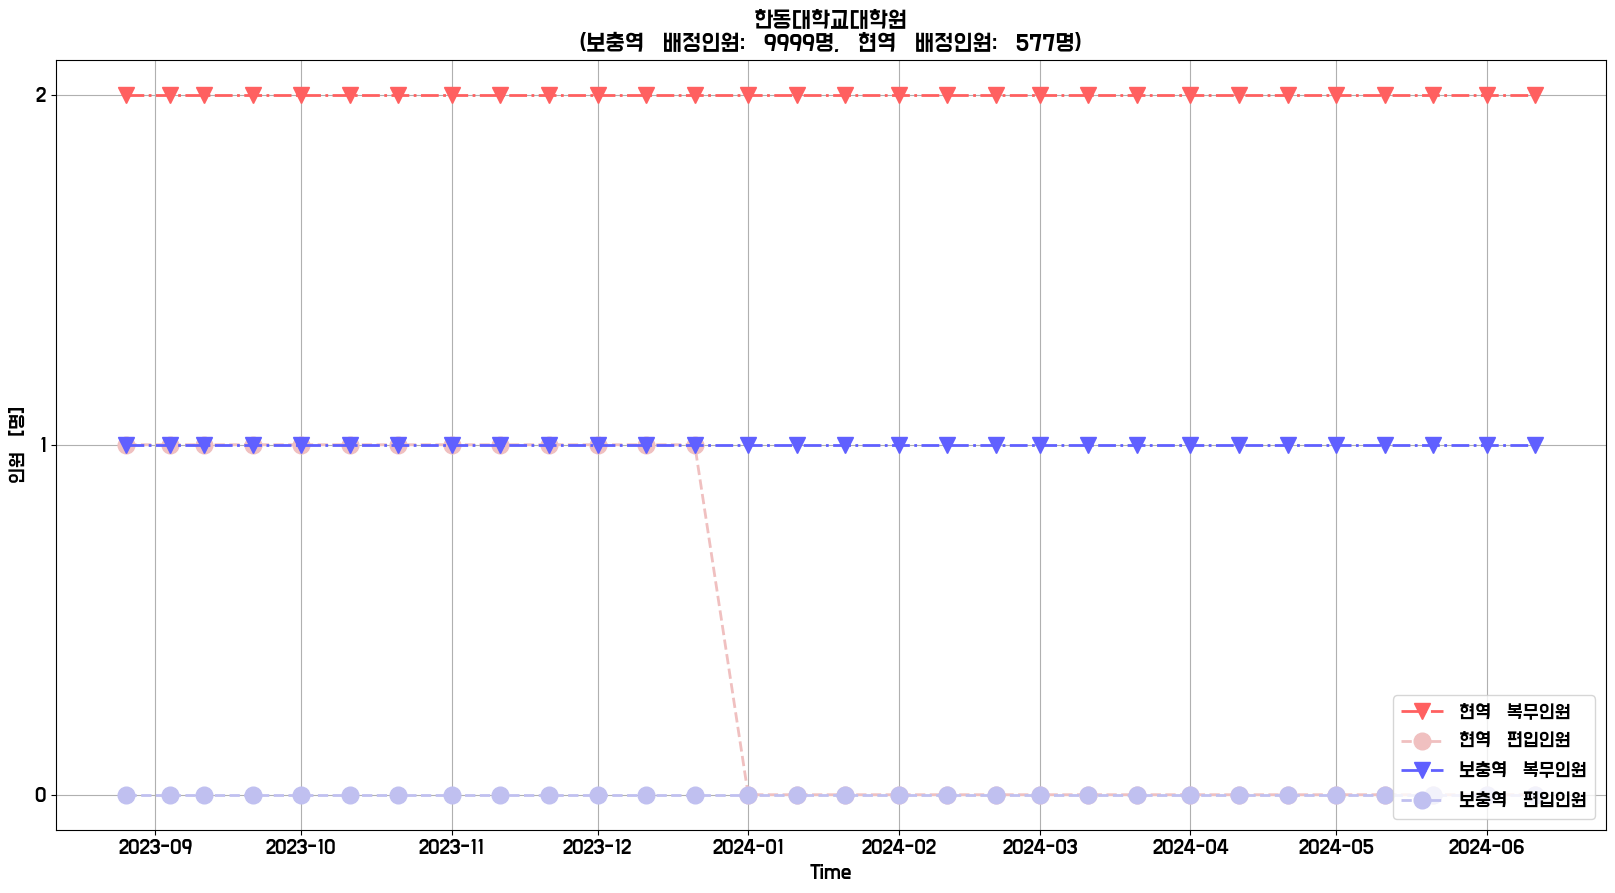 한동대학교대학원
(보충역 배정인원: 9999명, 현역 배정인원: 577명)
인원 [명]
2
1
0
2023-09 2023-10 2023-11 2023-12 2024-01 2024-02 2024-03 2024-04 2024-05 2024-06
Time
현역 복무인원
현역 편입인원
보충역 복무인원
보충역 편입인원